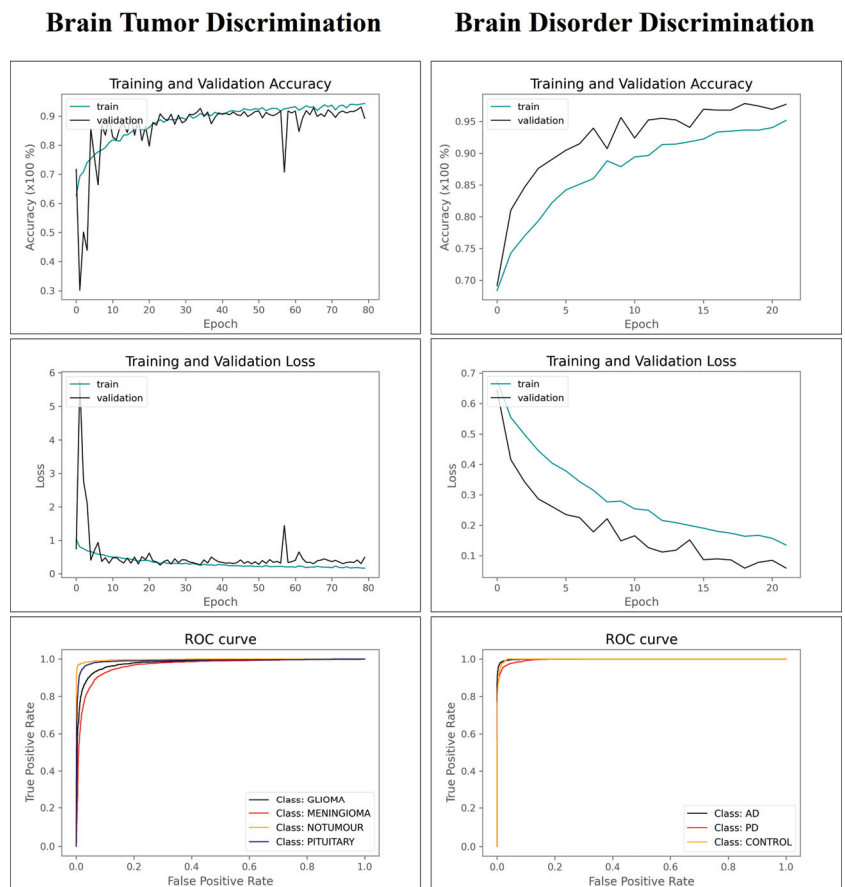 Brain Tumor Discrimination
Brain Disorder Discrimination
Training and Validation Accuracy
train
validation
0.9
0.8
0.7
0.6
0.5
0.4
0.3
Accuracy (x100 %)
0 10 20 30 40 50 60 70 80
Epoch
Training and Validation Accuracy
train
validation
0.95
0.90
0.85
0.80
0.75
0.70
Accuracy (x100 %)
0 5 10 15 20
Epoch
Training and Validation Loss
train
validation
6
5
4
3
2
1
0
Loss
0 10 20 30 40 50 60 70 80
Epoch
Training and Validation Loss
train
validation
0.7
0.6
0.5
0.4
0.3
0.2
0.1
Loss
0 5 10 15 20
Epoch
ROC curve
1.0
0.8
0.6
0.4
0.2
0.0
True Positive Rate
Class: GLIOMA
Class: MENINGIOMA
Class: NOTUMOUR
Class: PITUITARY
0.0 0.2 0.4 0.6 0.8 1.0
False Positive Rate
ROC curve
1.0
0.8
0.6
0.4
0.2
0.0
True Positive Rate
Class: AD
Class: PD
Class: CONTROL
0.0 0.2 0.4 0.6 0.8 1.0
False Positive Rate